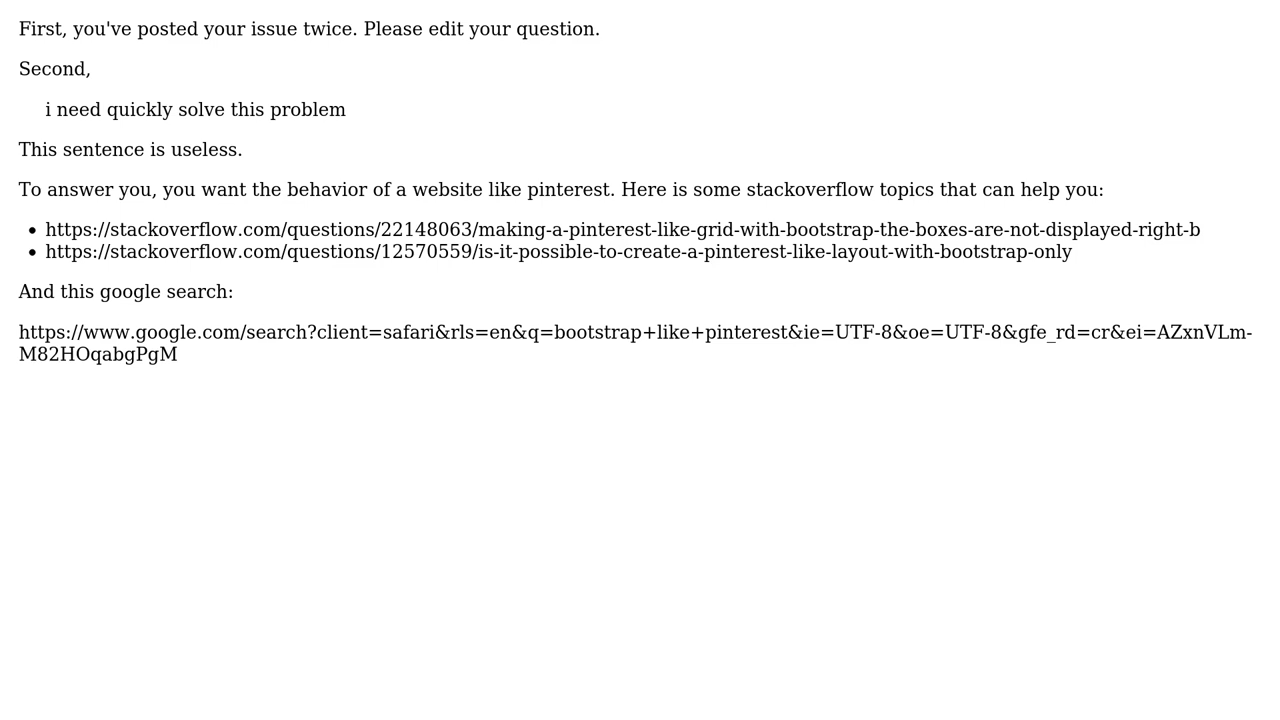 First, you've posted your issue twice. Please edit your question.
Second,
i need quickly solve this problem
This sentence is useless.
To answer you, you want the behavior of a website like pinterest. Here is some stackoverflow topics that can help you:
https://stackoverflow.com/questions/22148063/making-a-pinterest-like-grid-with-bootstrap-the-boxes-are-not-displayed-right-b
https://stackoverflow.com/questions/12570559/is-it-possible-to-create-a-pinterest-like-layout-with-bootstrap-only
And this google search:
https://www.google.com/search?client=safari&rls=en&q=bootstrap+like+pinterest&ie=UTF-8&oe=UTF-8&gfe_rd=cr&ei=AZxnVLm-
M82HOqabgPgM